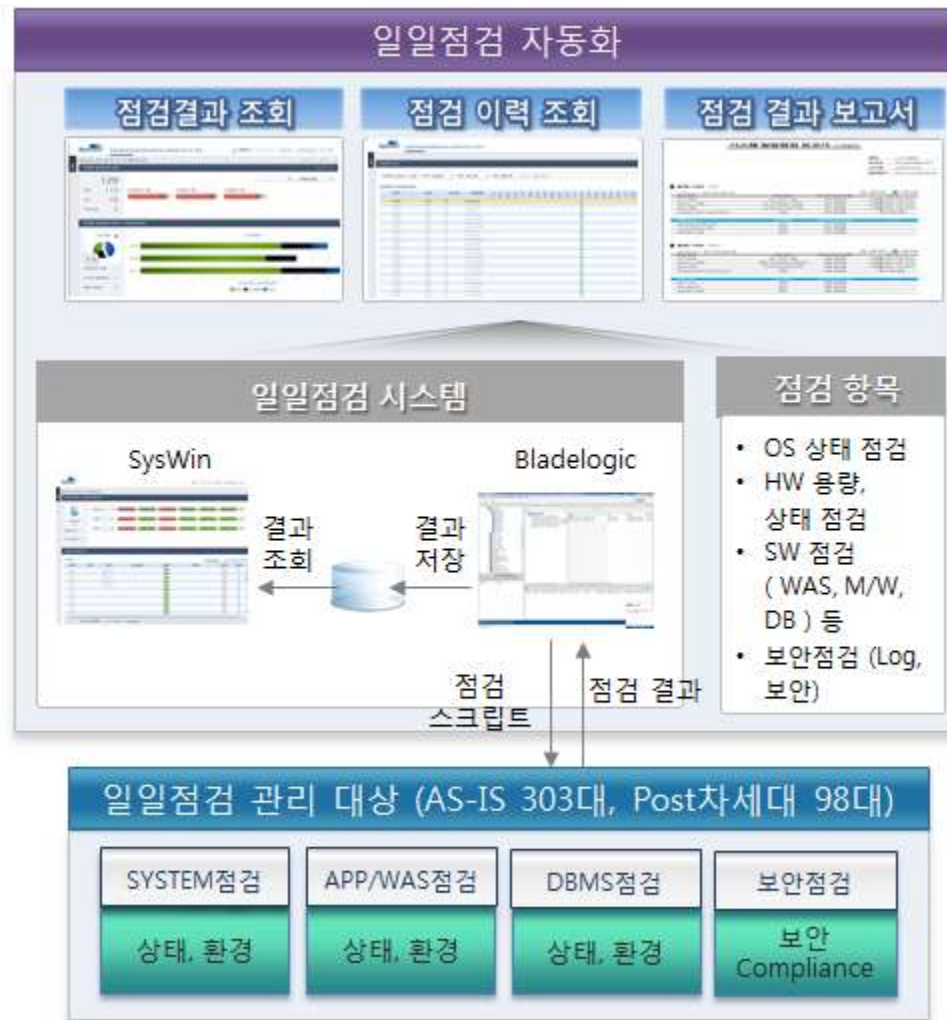 일일점검 자동화
점검결과 조회
점검 이력 조회
점검 결과 보고서
일일점검 시스템
SysWin
Bladelogic
결과
조회
결과
저장
점검
스크립트
점검 결과
점검 항목
• OS 상태 점검
• HW 용량,
상태 점검
• SW 점검
( WAS, M/W,
DB ) 등
• 보안점검 (Log,
보안)
일일점검 관리 대상 (AS-IS 303대, Post차세대 98대)
SYSTEM점검
상태, 환경
APP/WAS점검
상태, 환경
DBMS점검
상태, 환경
보안점검
보안
Compliance